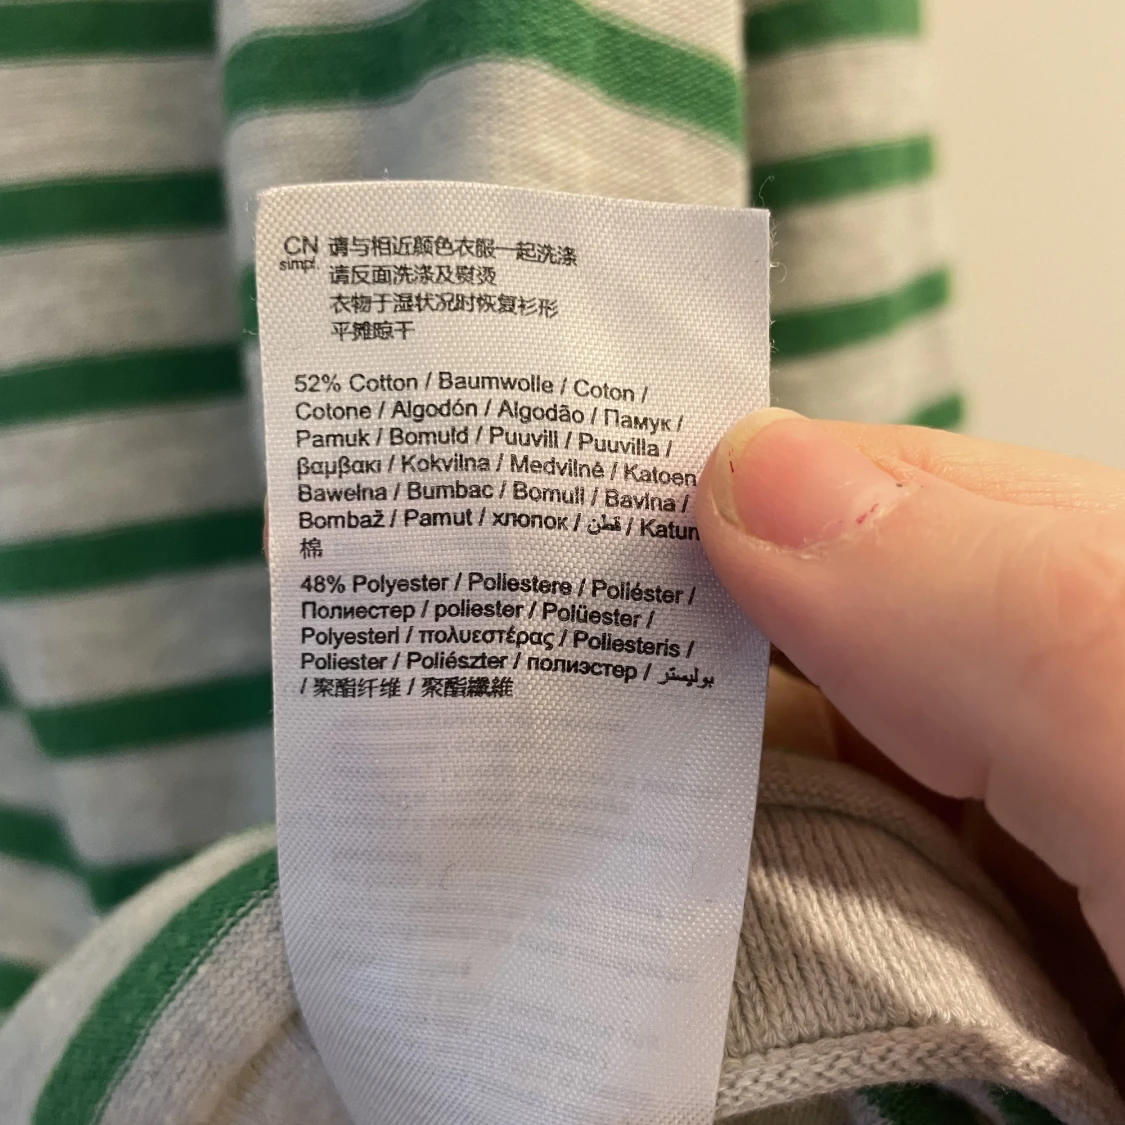 CN 请与相近颜色衣服一起洗涤
simpl. 请反面洗涤及熨烫
衣物于湿状况时恢复衫形
平摊晾干
52% Cotton / Baumwolle / Coton /
Cotone / Algodón / Algodão / Памук /
Pamuk / Bomuld / Puuvill / Puuvilla /
βαμβακι / Kokvilna / Medvilnė / Katoen
Bawełna / Bumbac / Bomull / Bavlna /
Bombaž / Pamut / хлопок / قطن / Katun
棉
48% Polyester / Poliestere / Poliéster /
Полиестер / poliester / Polüester /
Polyesteri / πολυεστέρας / Poliesteris /
Poliester / Poliészter / полиэстер / بوليستر
/ 聚酯纤维 / 聚酯纖維